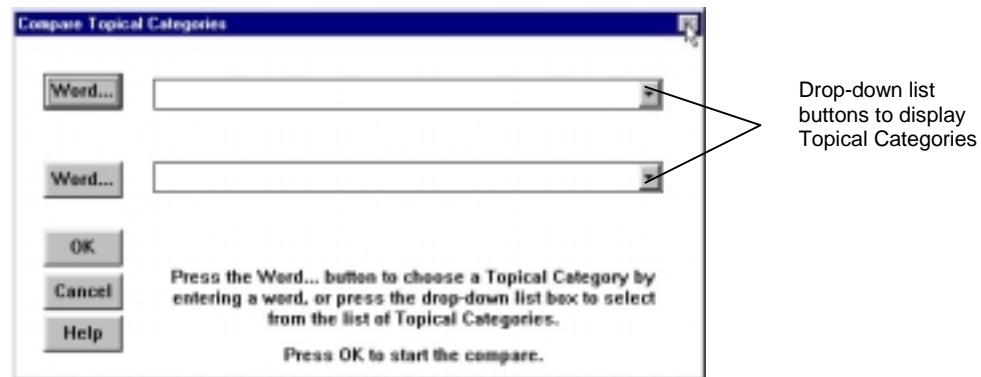 Compare Topical Categories
Word...
Drop-down list
buttons to display
Topical Categories
Word...
OK
Cancel
Help
Press the Word... button to choose a Topical Category by
entering a word, or press the drop-down list box to select
from the list of Topical Categories.
Press OK to start the compare.